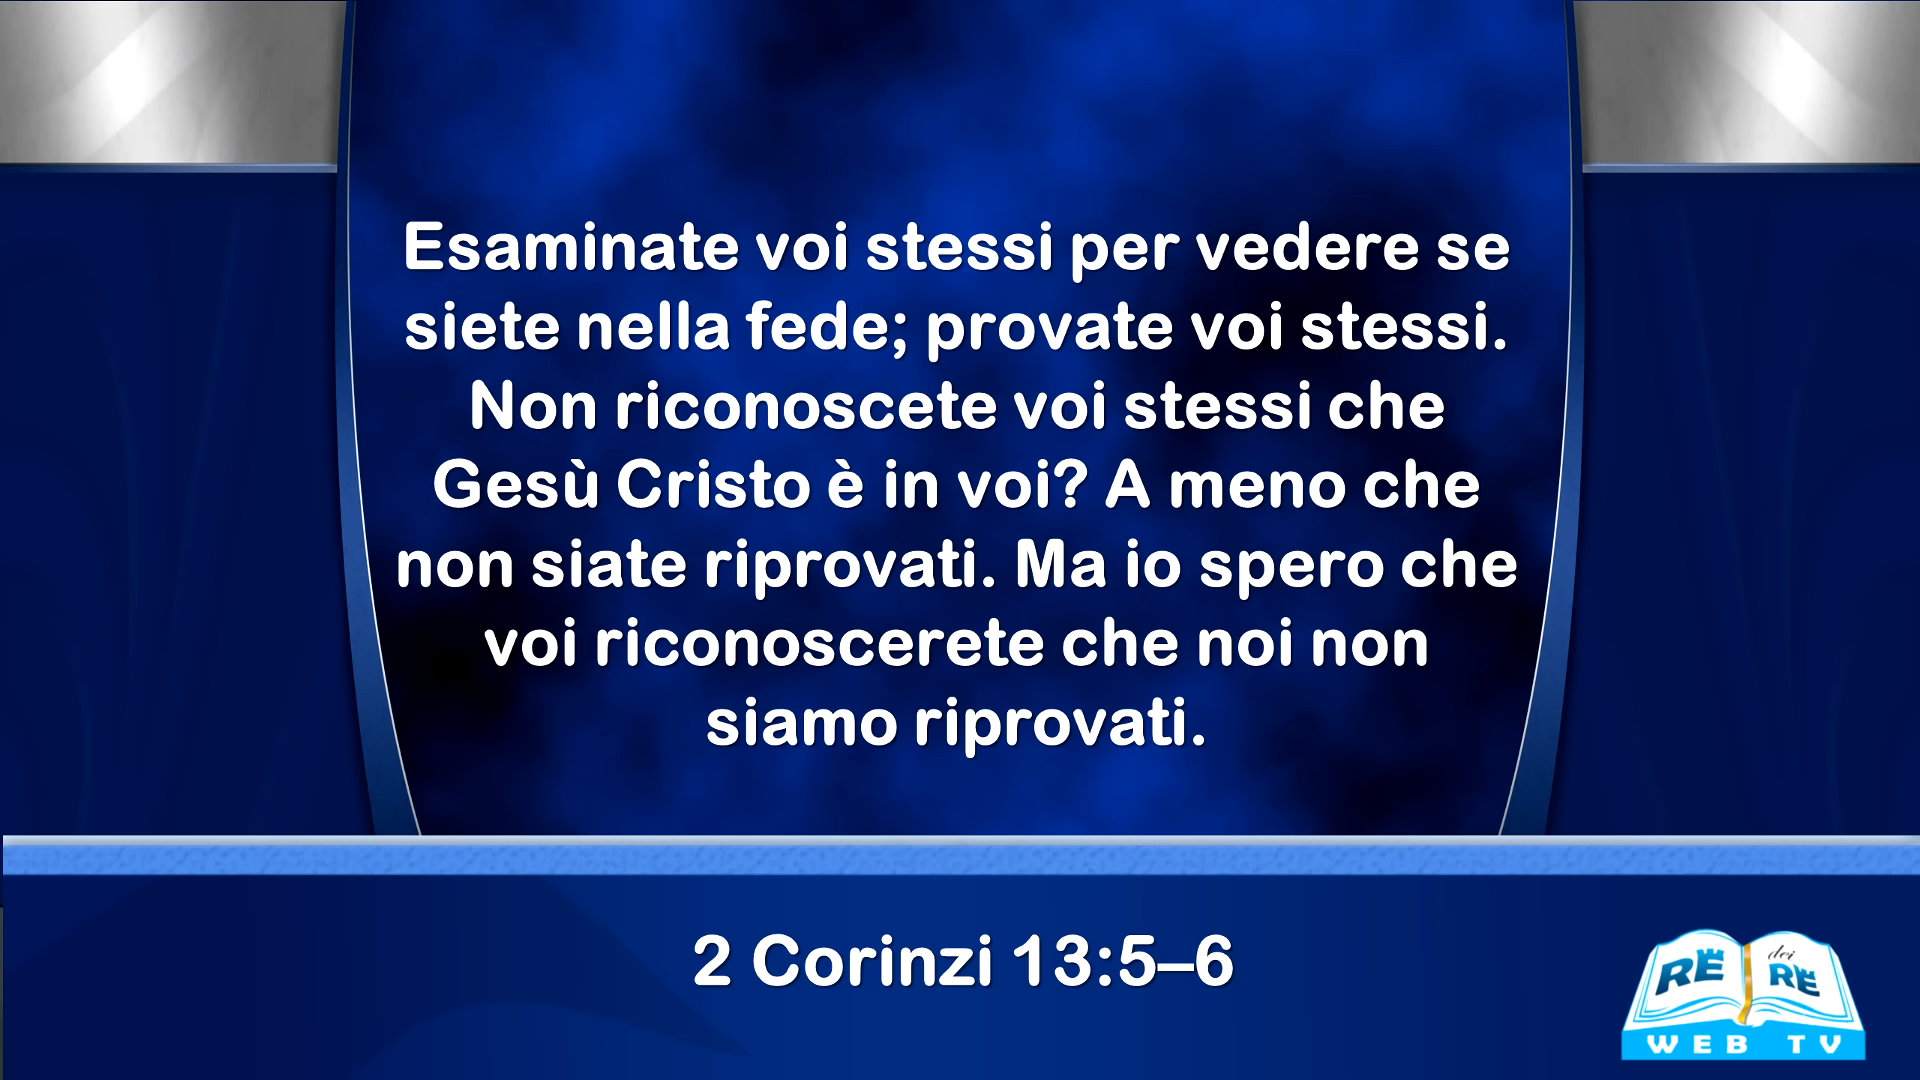 Esaminate voi stessi per vedere se
siete nella fede; provate voi stessi.
Non riconoscete voi stessi che
Gesù Cristo è in voi? A meno che
non siate riprovati. Ma io spero che
voi riconoscerete che noi non
siamo riprovati.
2 Corinzi 13:5–6
RE dei RE
WEB TV